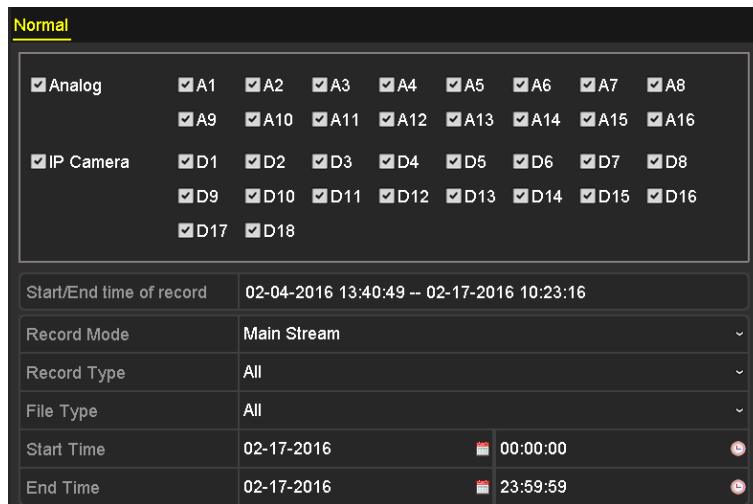 Normal
Analog A1 A2 A3 A4 A5 A6 A7 A8
A9 A10 A11 A12 A13 A14 A15 A16
IP Camera D1 D2 D3 D4 D5 D6 D7 D8
D9 D10 D11 D12 D13 D14 D15 D16
D17 D18
Start/End time of record 02-04-2016 13:40:49 -- 02-17-2016 10:23:16
Record Mode Main Stream
Record Type All
File Type All
Start Time 02-17-2016 00:00:00
End Time 02-17-2016 23:59:59